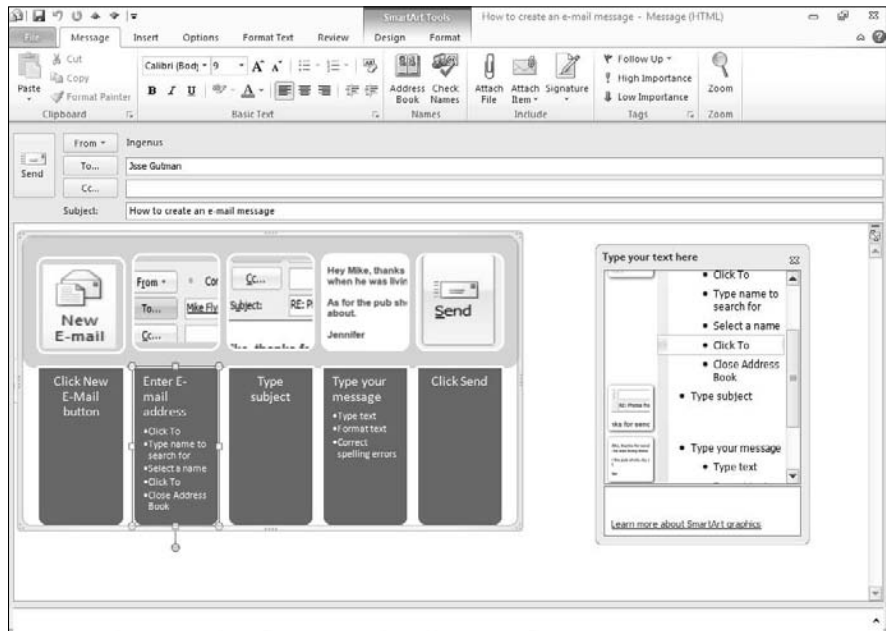 SmartArt Tools
How to create an e-mail message - Message (HTML)
File
Message
Insert
Options
Format Text
Review
Design
Format
Paste
Cut
Copy
Format Painter
Clipboard
Calibri (Body
9
B I U
Basic Text
Address Book
Check Names
Names
Attach File
Attach Item
Signature
Include
Follow Up
High Importance
Low Importance
Tags
Zoom
Zoom
Send
From
Ingenus
To...
Jsse Gutman
Cc...
Subject:
How to create an e-mail message
New
E-mail
From
Cor
To...
Mike Fly
Cc...
Cc...
Subject:
RE: P
Hey Mike, thanks
when he was livin
As for the pub sh
about.
Jennifer
Send
Click New
E-Mail
button
Enter E-
mail
address
•Click To
•Type name to
search for
•Select a name
•Click To
•Close Address
Book
Type
subject
Type your
message
•Type text
•Format text
•Correct
spelling errors
Click Send
Type your text here
• Click To
• Type name to
search for
• Select a name
• Click To
• Close Address
Book
• Type subject
• Type your message
• Type text
Learn more about SmartArt graphics